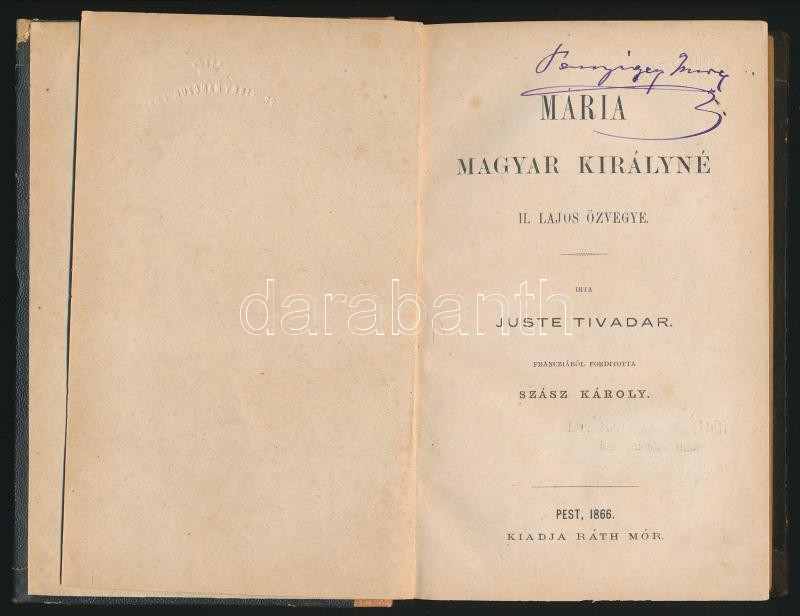 MÁRIA
MAGYAR KIRÁLYNÉ
II. LAJOS ÖZVEGYE.
IRTA
JUSTE TIVADAR.
FRANCZIÁBÓL FORDITOTTA
SZÁSZ KÁROLY.
PEST, 1866.
KIADJA RÁTH MÓR.
darabanth